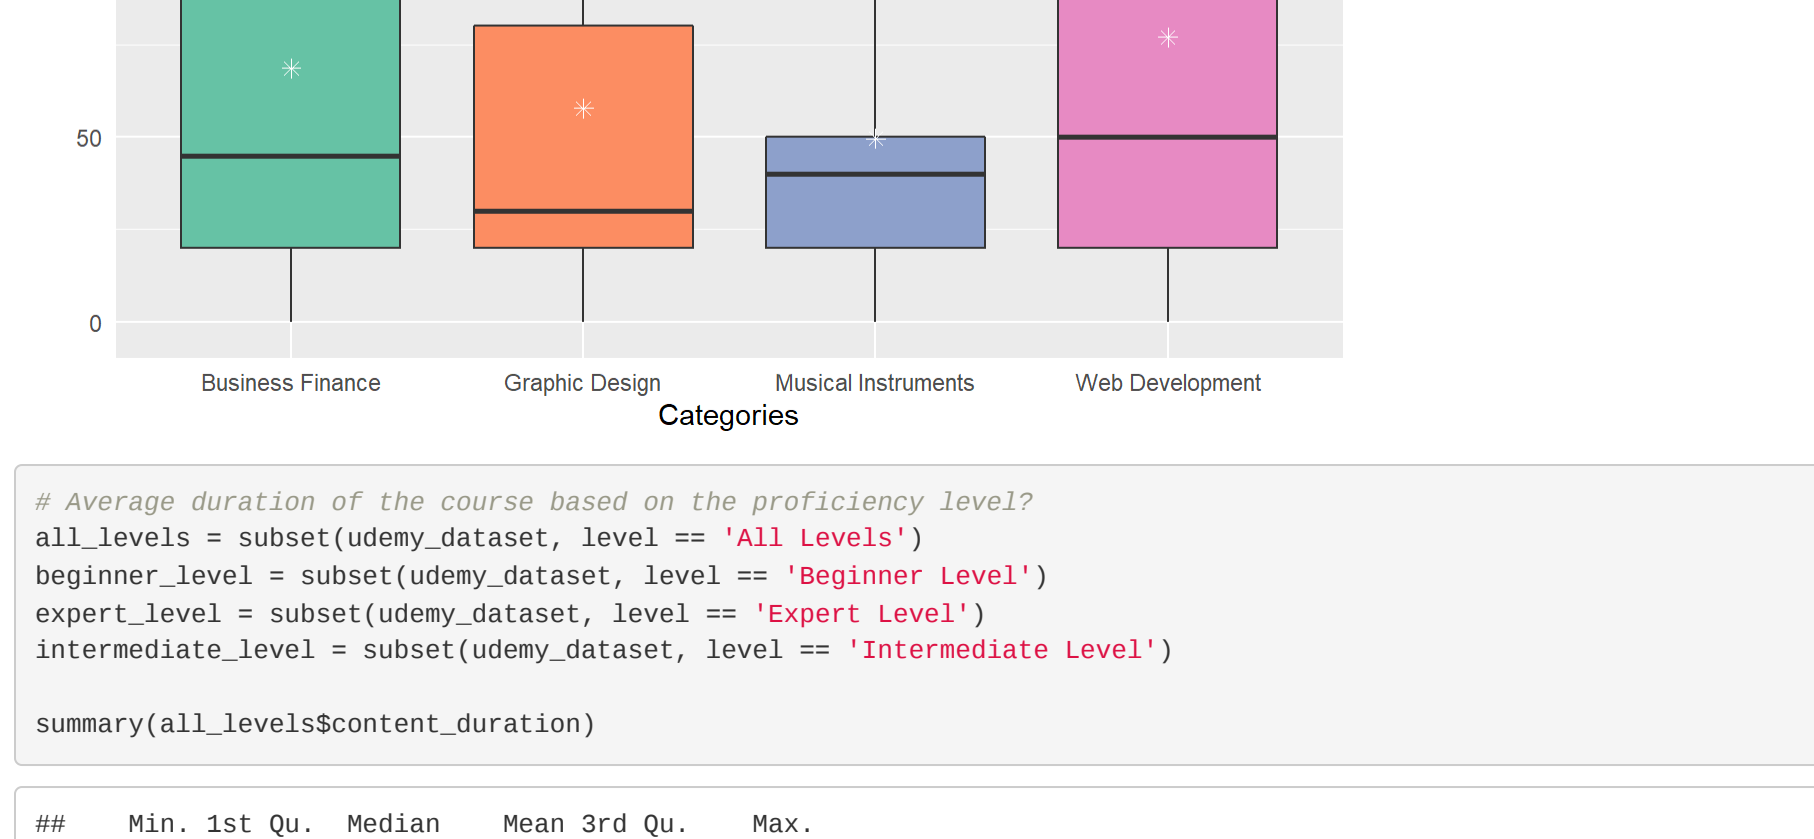 50
0
Business Finance Graphic Design Musical Instruments Web Development
Categories
# Average duration of the course based on the proficiency level?
all_levels = subset(udemy_dataset, level == 'All Levels')
beginner_level = subset(udemy_dataset, level == 'Beginner Level')
expert_level = subset(udemy_dataset, level == 'Expert Level')
intermediate_level = subset(udemy_dataset, level == 'Intermediate Level')
summary(all_levels$content_duration)
##    Min. 1st Qu.  Median    Mean 3rd Qu.    Max.